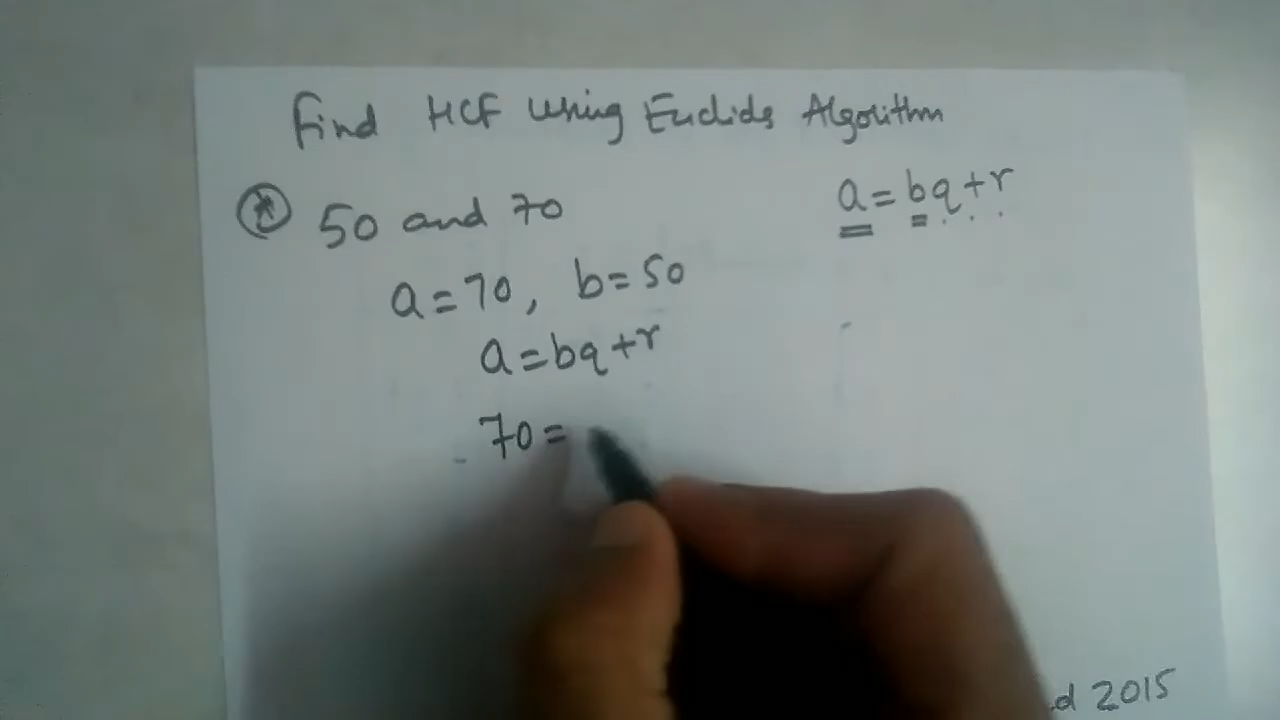 Find HCF Using Euclids Algorithm
* 50 and 70
a = bq + r
a = 70, b = 50
a = bq + r
70 =
2015